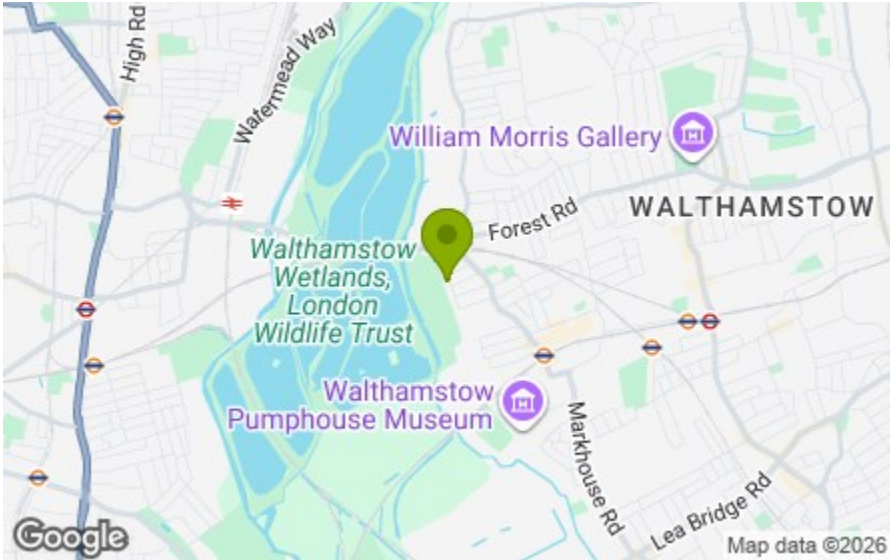 High Rd
Watermead Way
William Morris Gallery
Forest Rd
WALTHAMSTOW
Walthamstow
Wetlands,
London
Wildlife Trust
Walthamstow
Pumphouse Museum
Markhouse Rd
Lea Bridge Rd
Google
Map data ©2026